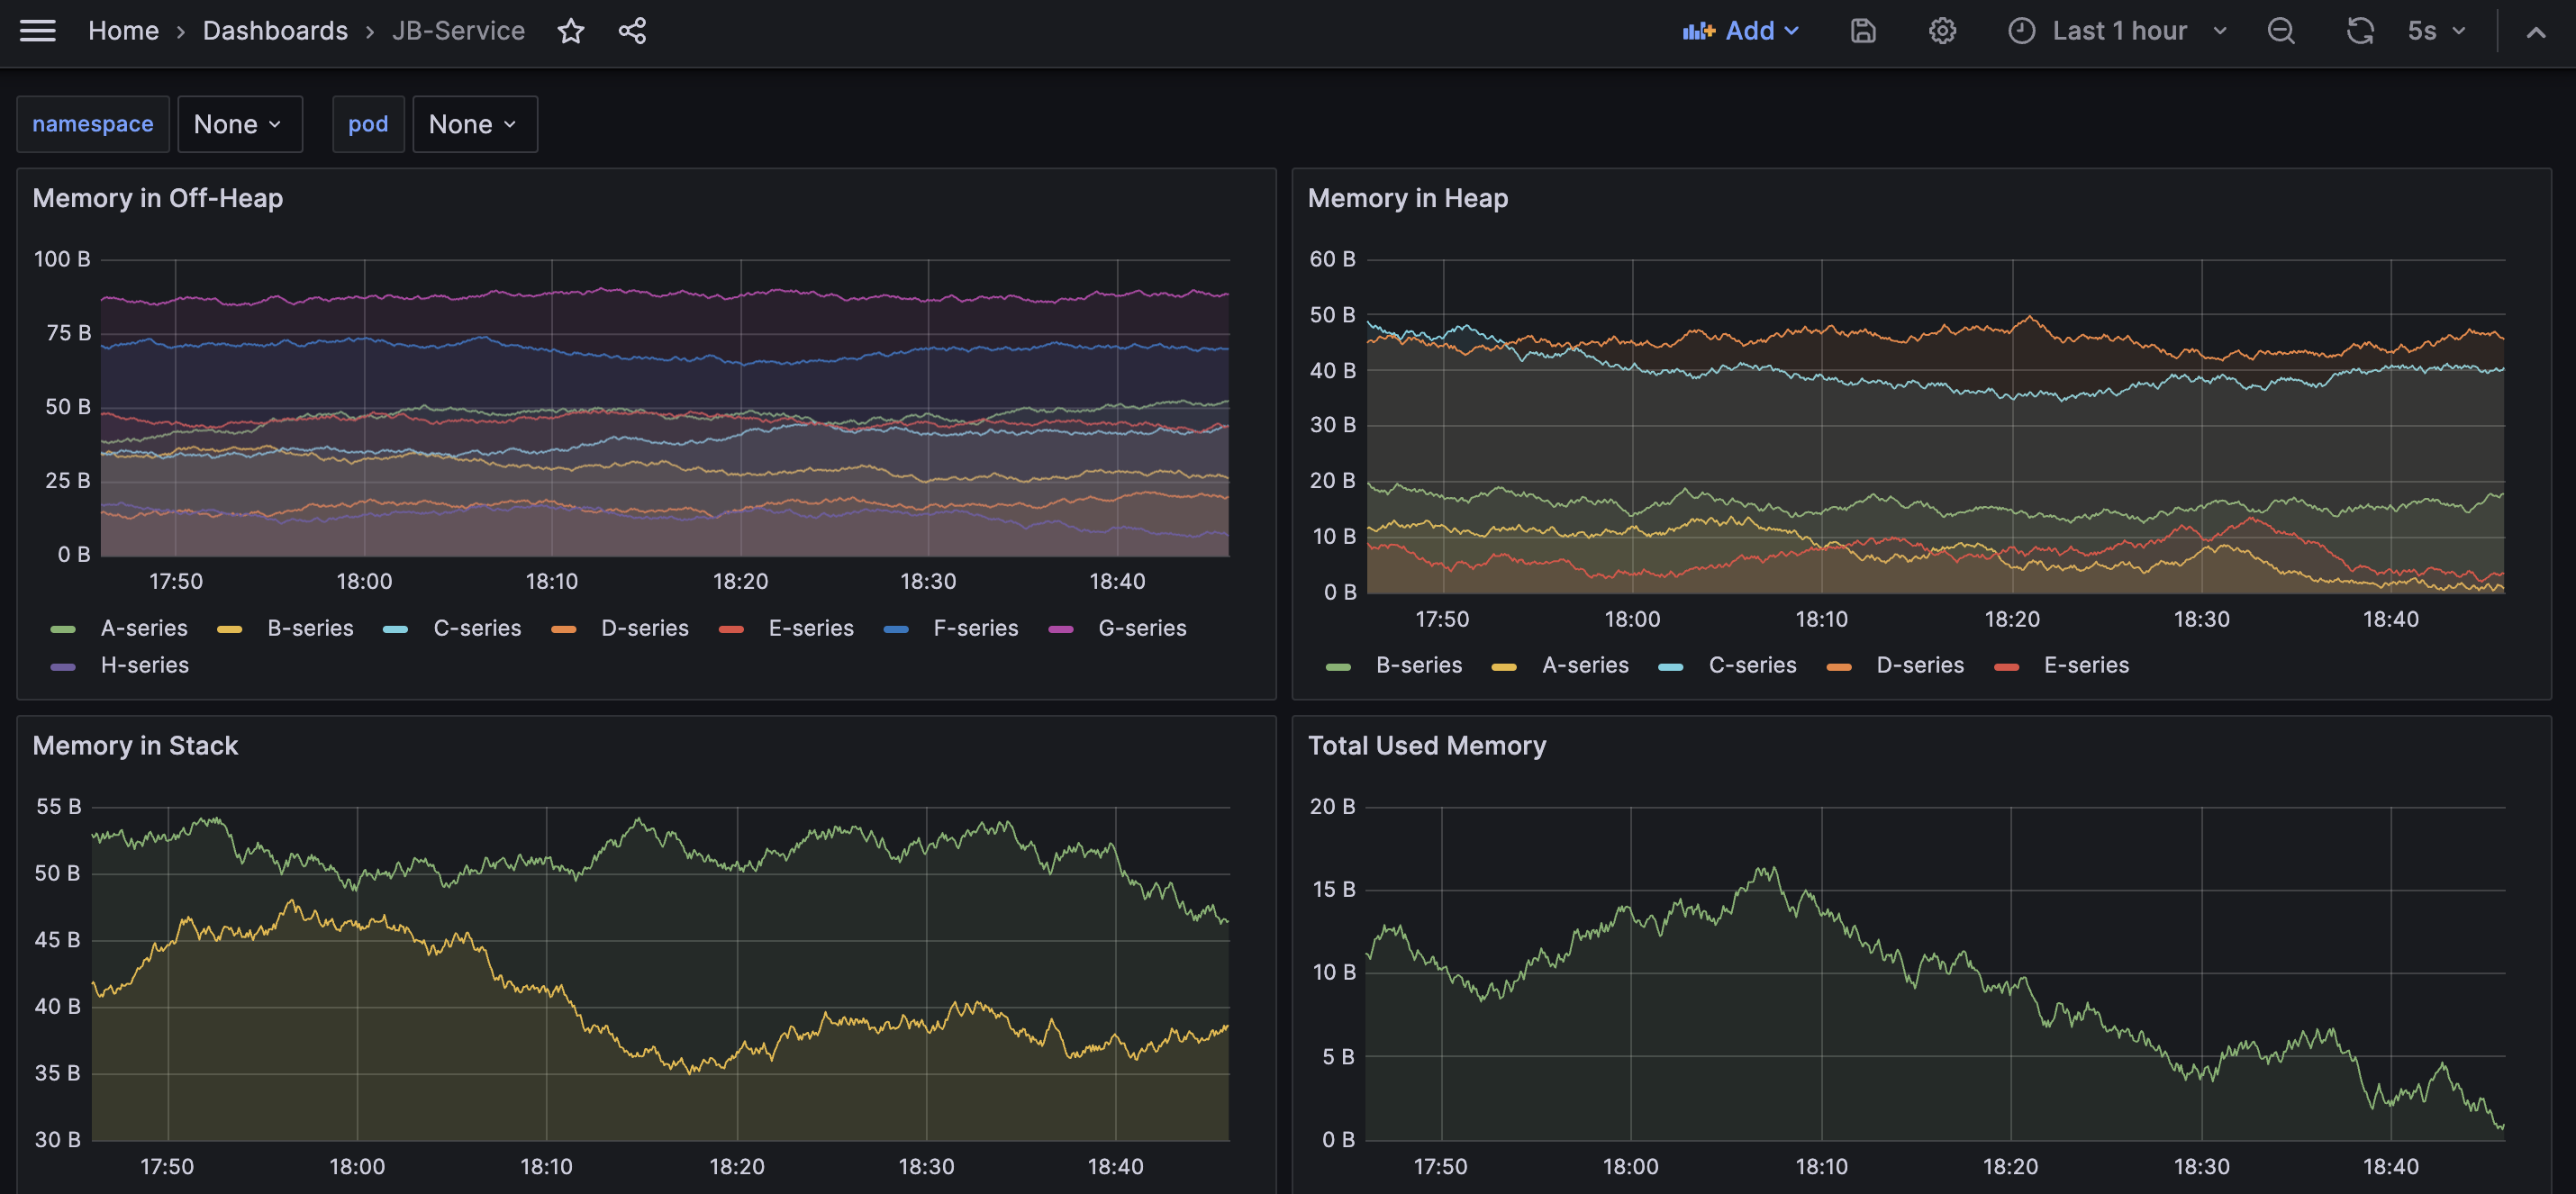 Home > Dashboards > JB-Service Add Last 1 hour 5s
namespace None pod None
Memory in Off-Heap
100 B
75 B
50 B
25 B
0 B
17:50 18:00 18:10 18:20 18:30 18:40
A-series B-series C-series D-series E-series F-series G-series
H-series
Memory in Heap
60 B
50 B
40 B
30 B
20 B
10 B
0 B
17:50 18:00 18:10 18:20 18:30 18:40
B-series A-series C-series D-series E-series
Memory in Stack
55 B
50 B
45 B
40 B
35 B
30 B
17:50 18:00 18:10 18:20 18:30 18:40
Total Used Memory
20 B
15 B
10 B
5 B
0 B
17:50 18:00 18:10 18:20 18:30 18:40